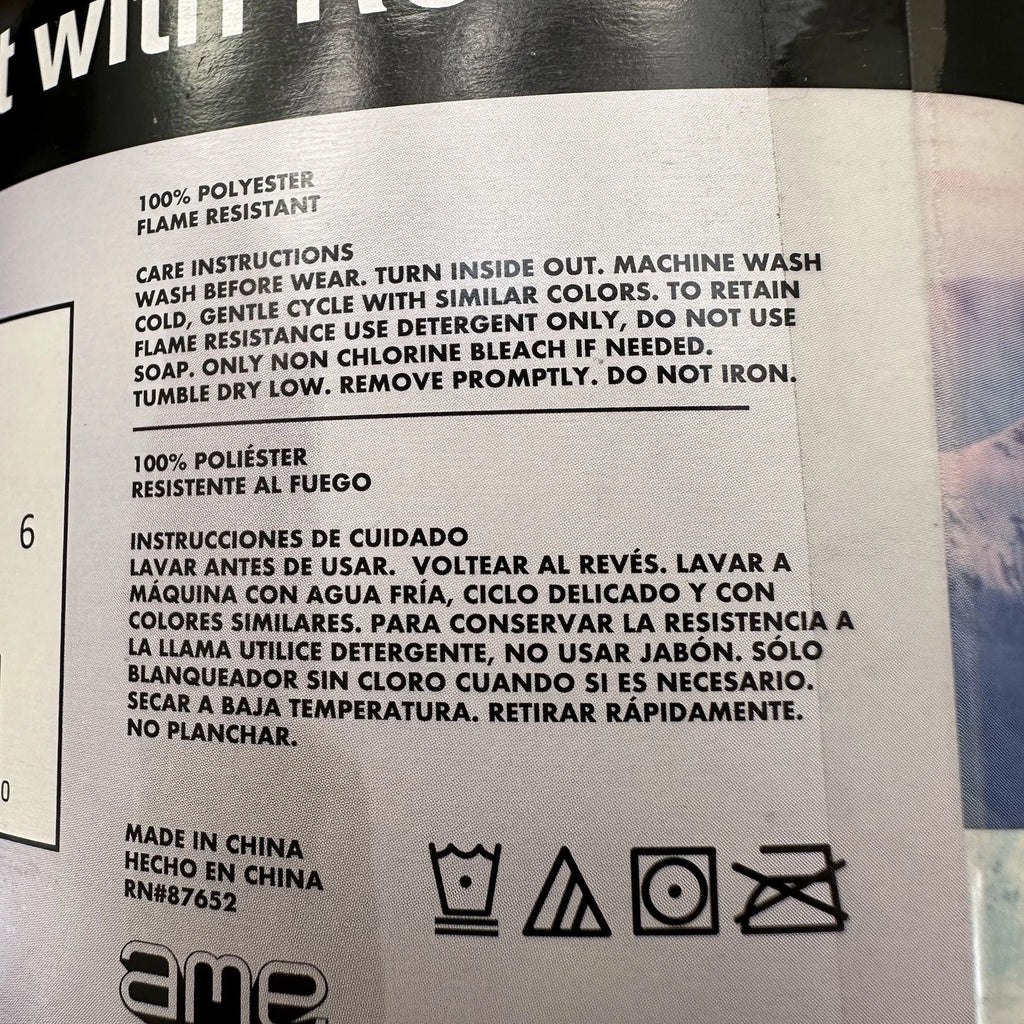 with
100% POLYESTER
FLAME RESISTANT
CARE INSTRUCTIONS
WASH BEFORE WEAR. TURN INSIDE OUT. MACHINE WASH
COLD, GENTLE CYCLE WITH SIMILAR COLORS. TO RETAIN
FLAME RESISTANCE USE DETERGENT ONLY, DO NOT USE
SOAP. ONLY NON CHLORINE BLEACH IF NEEDED.
TUMBLE DRY LOW. REMOVE PROMPTLY. DO NOT IRON.
100% POLIÉSTER
RESISTENTE AL FUEGO
6
INSTRUCCIONES DE CUIDADO
LAVAR ANTES DE USAR. VOLTEAR AL REVÉS. LAVAR A
MÁQUINA CON AGUA FRÍA, CICLO DELICADO Y CON
COLORES SIMILARES. PARA CONSERVAR LA RESISTENCIA A
LA LLAMA UTILICE DETERGENTE, NO USAR JABÓN. SÓLO
BLANQUEADOR SIN CLORO CUANDO SI ES NECESARIO.
SECAR A BAJA TEMPERATURA. RETIRAR RÁPIDAMENTE.
NO PLANCHAR.
0
MADE IN CHINA
HECHO EN CHINA
RN#87652
ame